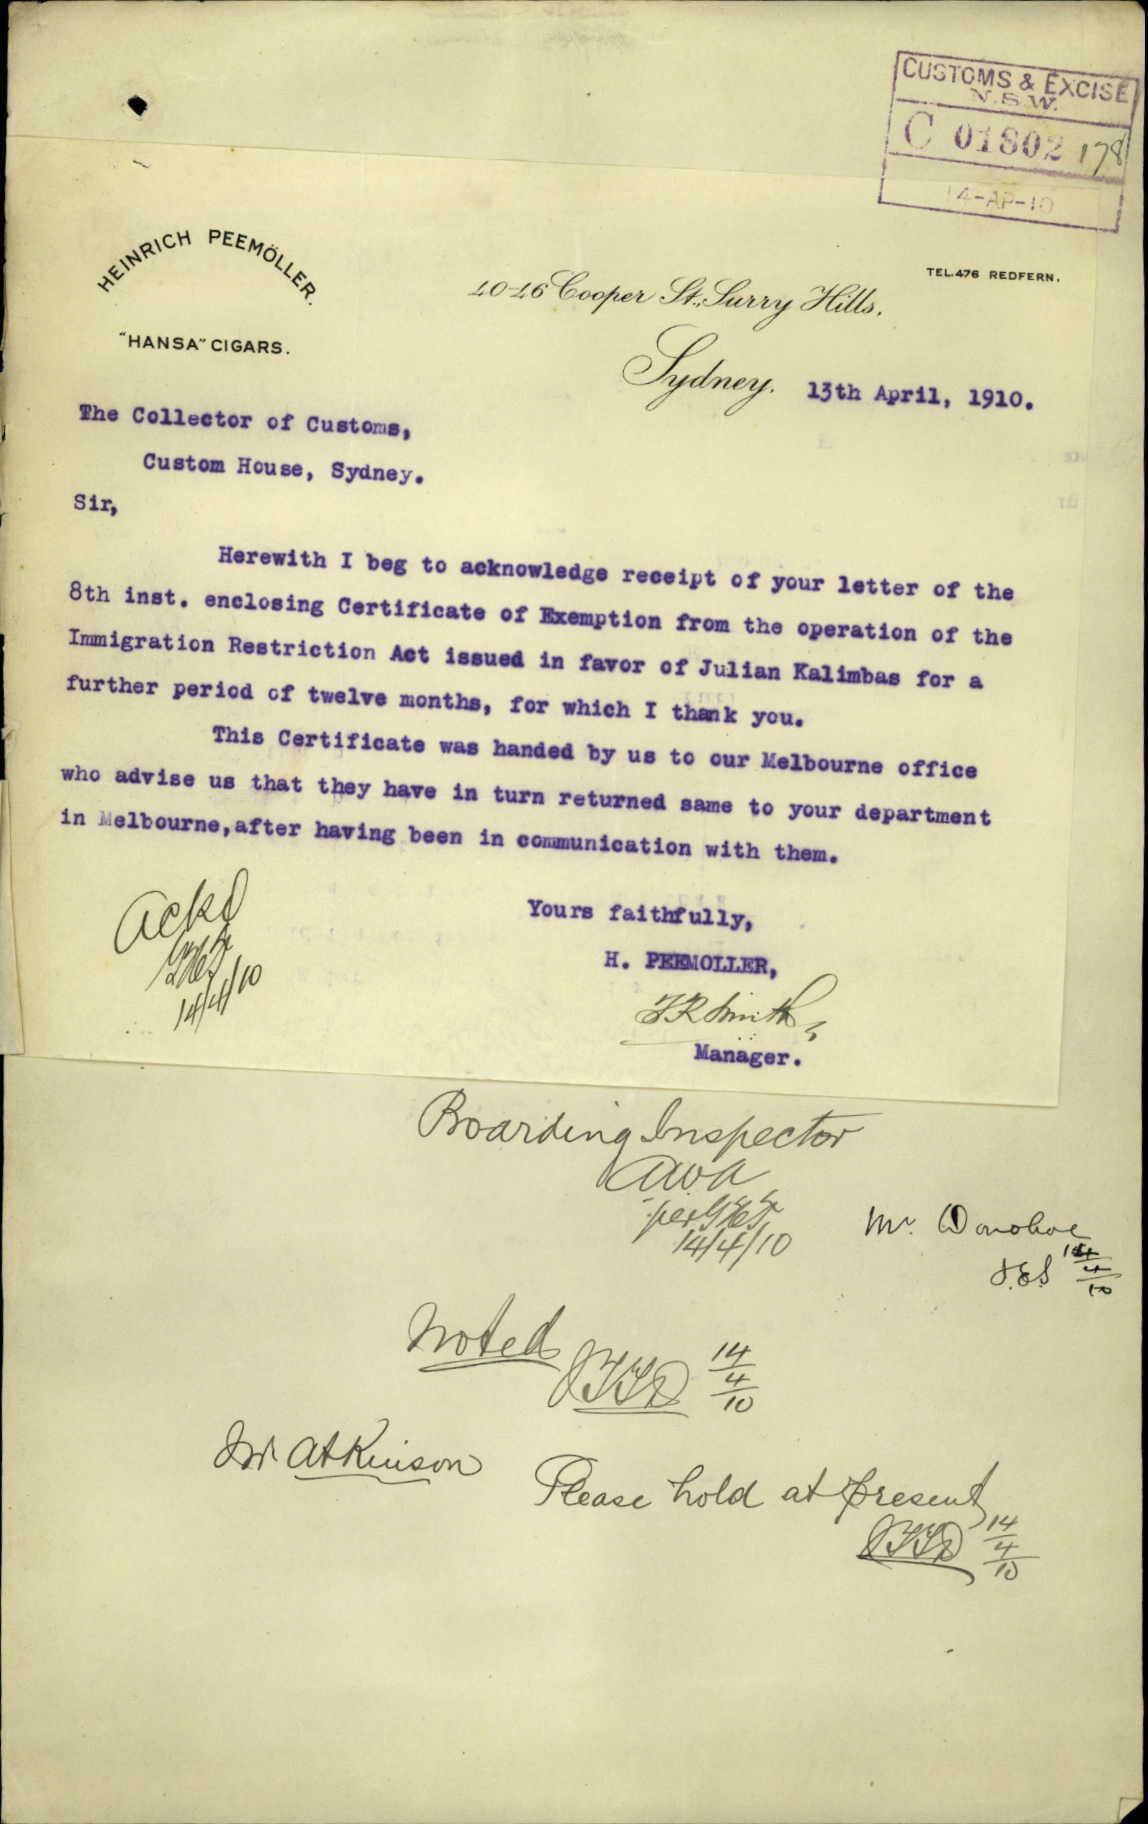 CUSTOMS & EXCISE
N.S.W.
C 01802 178
14-AP-10
HEINRICH PEEMÖLLER.
"HANSA" CIGARS.
TEL. 476 REDFERN.
40-46 Cooper St., Surry Hills.
Sydney. 13th April, 1910.
The Collector of Customs,
Custom House, Sydney.
Sir,
Herewith I beg to acknowledge receipt of your letter of the
8th inst. enclosing Certificate of Exemption from the operation of the
Immigration Restriction Act issued in favor of Julian Kalimbas for a
further period of twelve months, for which I thank you.
This Certificate was handed by us to our Melbourne office
who advise us that they have in turn returned same to your department
in Melbourne, after having been in communication with them.
Yours faithfully,
H. PEEMOLLER,
Smith
Manager.
Ackd
14/4/10
Boarding Inspector
AWA
per
14/4/10
Mr. Donohoe
14/4/10
Noted
14/4/10
Mr Atkinson
Please hold at present
14/4/10